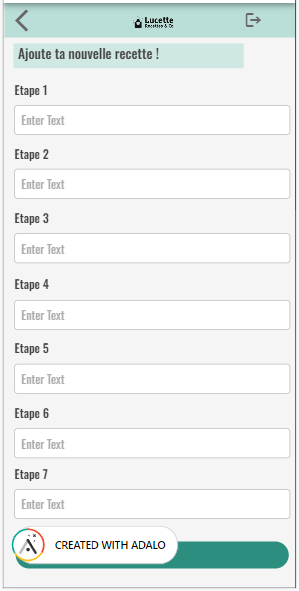 Lucette
Recettes & Co
Ajoute ta nouvelle recette !
Etape 1
Enter Text
Etape 2
Enter Text
Etape 3
Enter Text
Etape 4
Enter Text
Etape 5
Enter Text
Etape 6
Enter Text
Etape 7
Enter Text
CREATED WITH ADALO